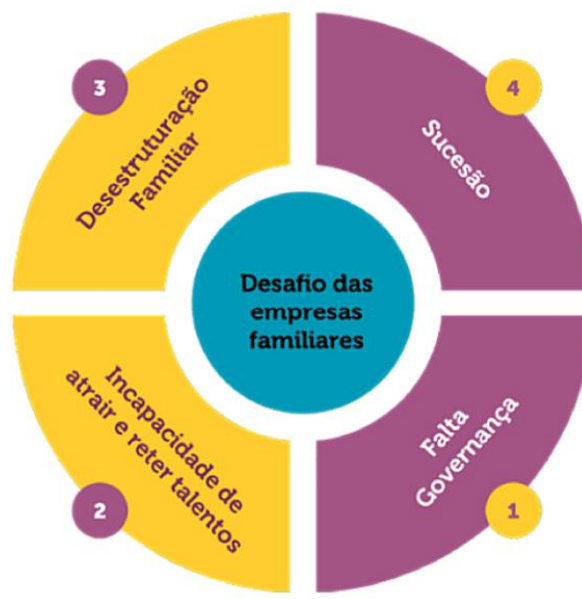 3
Desestruturação
Familiar
4
Sucesão
Desafio das
empresas
familiares
2
Incapacidade de
atrair e reter talentos
Falta
Governança
1